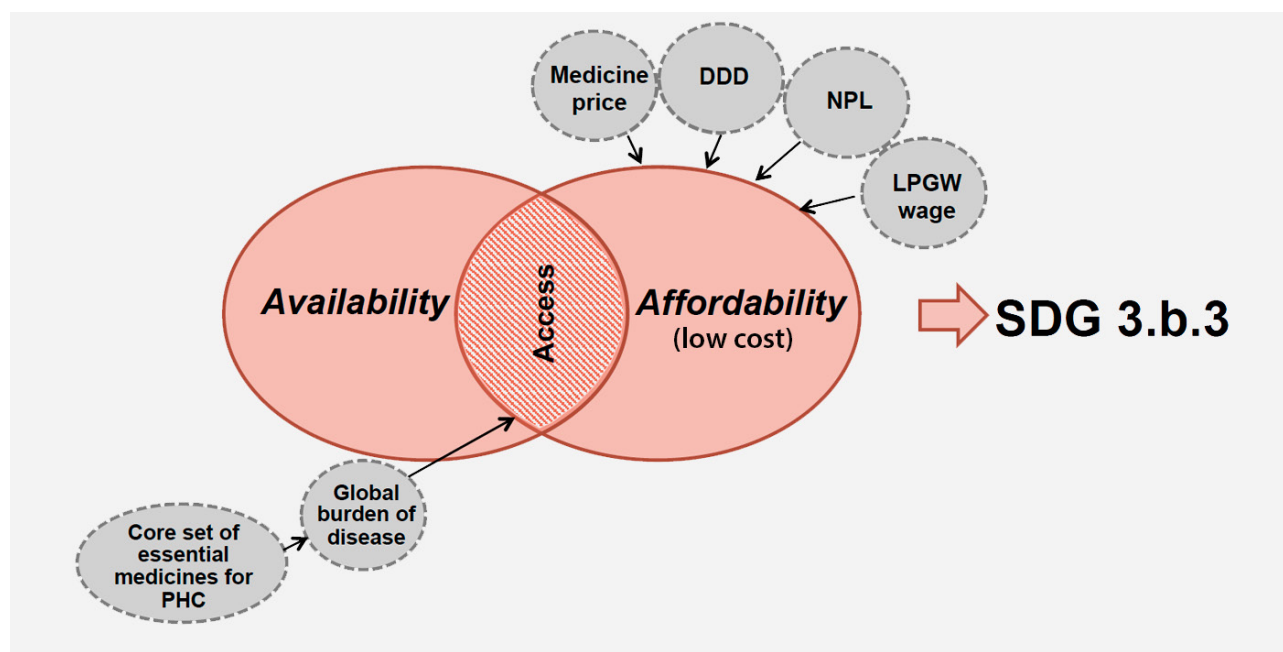 Medicine
price
DDD
NPL
LPGW
wage
Availability
Access
Affordability
(low cost)
SDG 3.b.3
Global
burden of
disease
Core set of
essential
medicines for
PHC